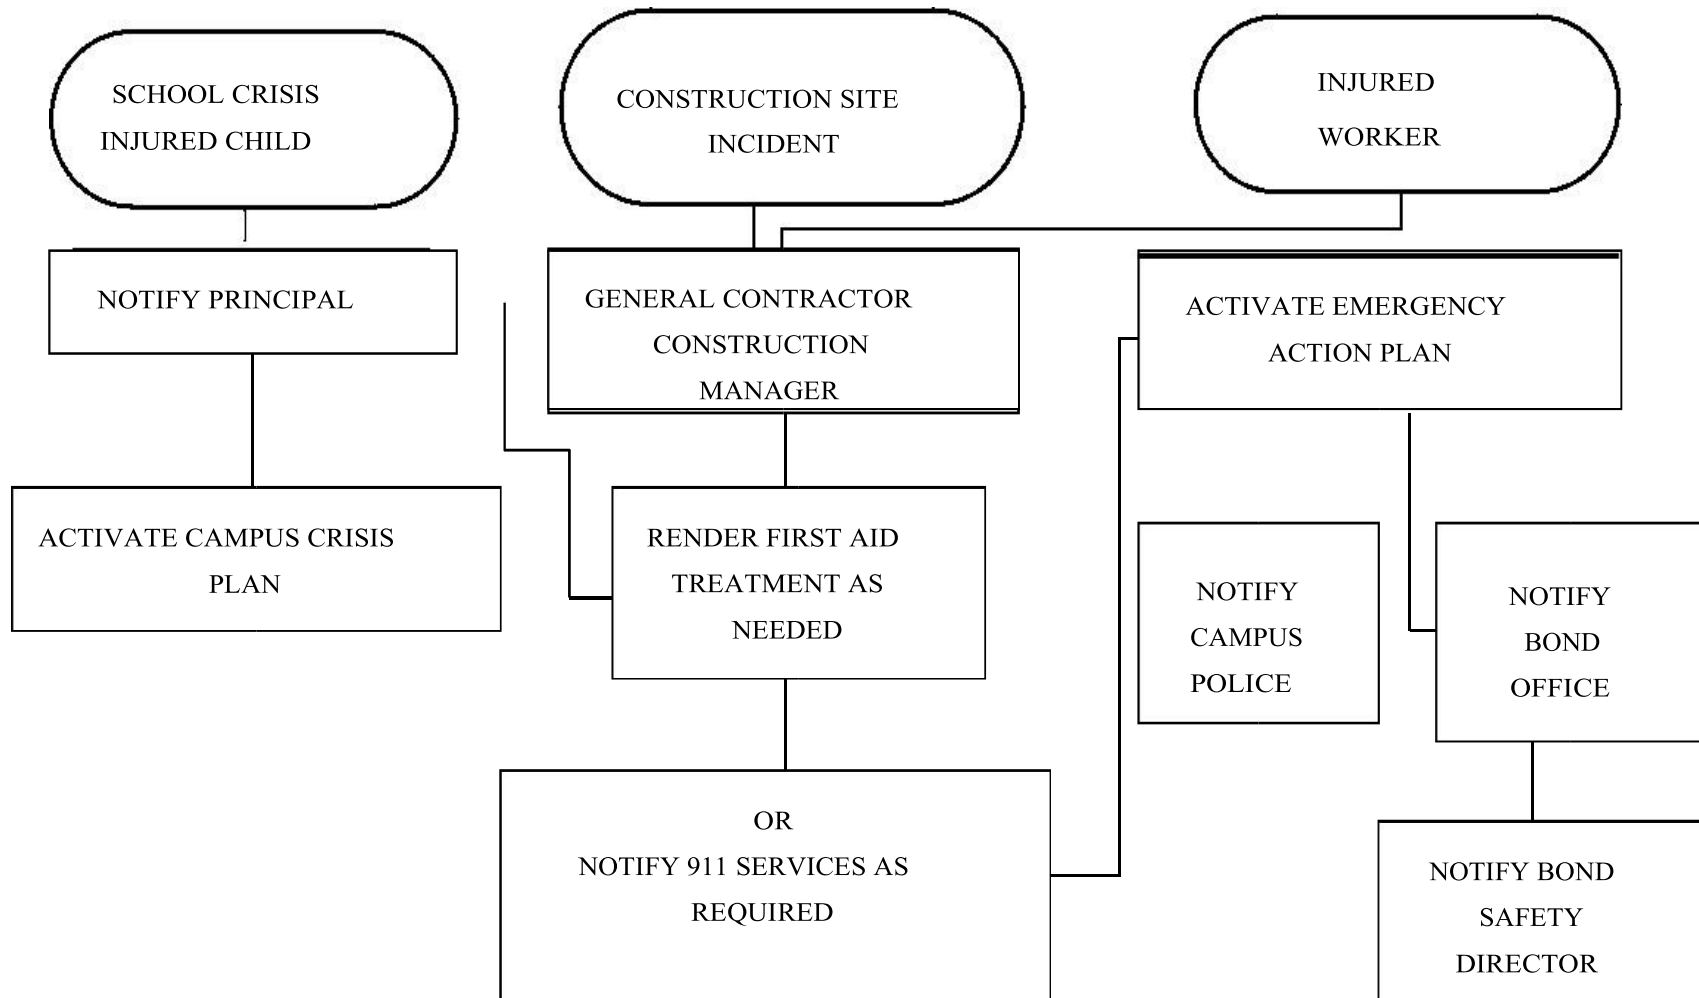 SCHOOL CRISIS
INJURED CHILD
CONSTRUCTION SITE
INCIDENT
INJURED
WORKER
NOTIFY PRINCIPAL
GENERAL CONTRACTOR
CONSTRUCTION
MANAGER
ACTIVATE EMERGENCY
ACTION PLAN
ACTIVATE CAMPUS CRISIS
PLAN
RENDER FIRST AID
TREATMENT AS
NEEDED
NOTIFY
CAMPUS
POLICE
NOTIFY
BOND
OFFICE
OR
NOTIFY 911 SERVICES AS
REQUIRED
NOTIFY BOND
SAFETY
DIRECTOR